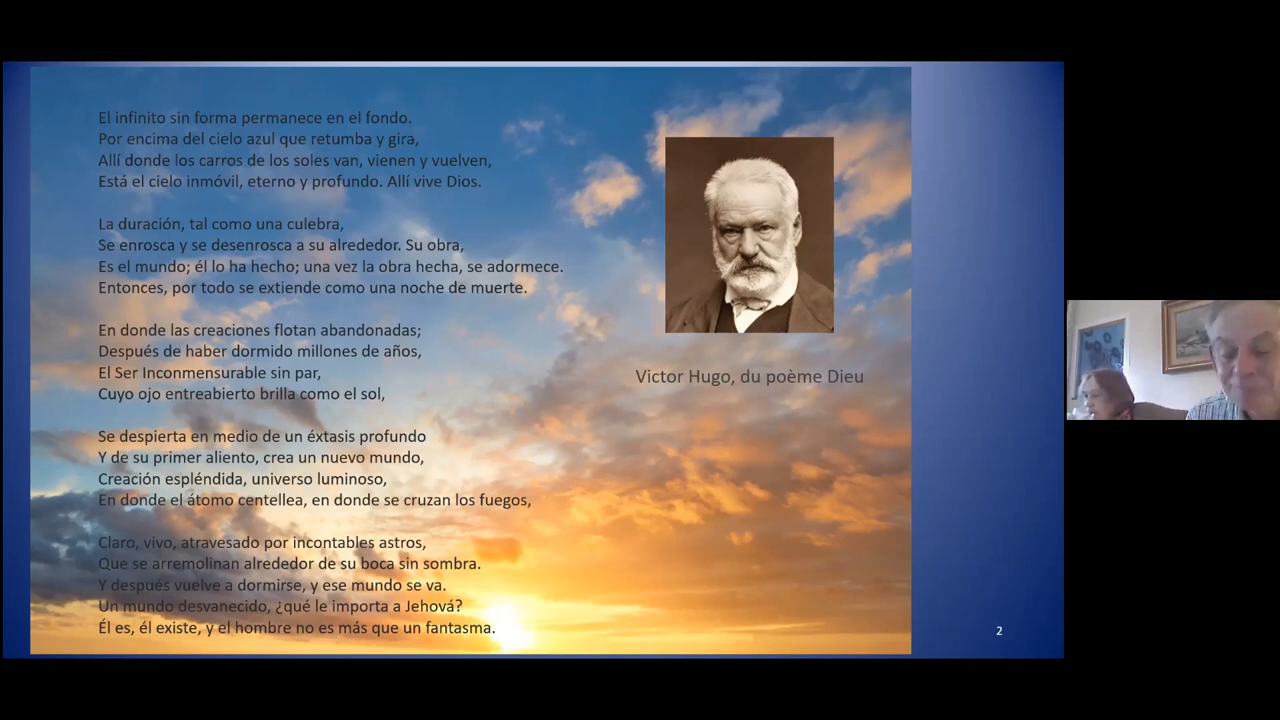 El infinito sin forma permanece en el fondo.
Por encima del cielo azul que retumba y gira,
Allí donde los carros de los soles van, vienen y vuelven,
Está el cielo inmóvil, eterno y profundo. Allí vive Dios.
La duración, tal como una culebra,
Se enrosca y se desenrosca a su alrededor. Su obra,
Es el mundo; él lo ha hecho; una vez la obra hecha, se adormece.
Entonces, por todo se extiende como una noche de muerte.
En donde las creaciones flotan abandonadas;
Después de haber dormido millones de años,
El Ser Inconmensurable sin par,
Cuyo ojo entreabierto brilla como el sol,
Se despierta en medio de un éxtasis profundo
Y de su primer aliento, crea un nuevo mundo,
Creación espléndida, universo luminoso,
En donde el átomo centellea, en donde se cruzan los fuegos,
Claro, vivo, atravesado por incontables astros,
Que se arremolinan alrededor de su boca sin sombra.
Y después vuelve a dormirse, y ese mundo se va.
Un mundo desvanecido, ¿qué le importa a Jehová?
Él es, él existe, y el hombre no es más que un fantasma.
Victor Hugo, du poème Dieu
2